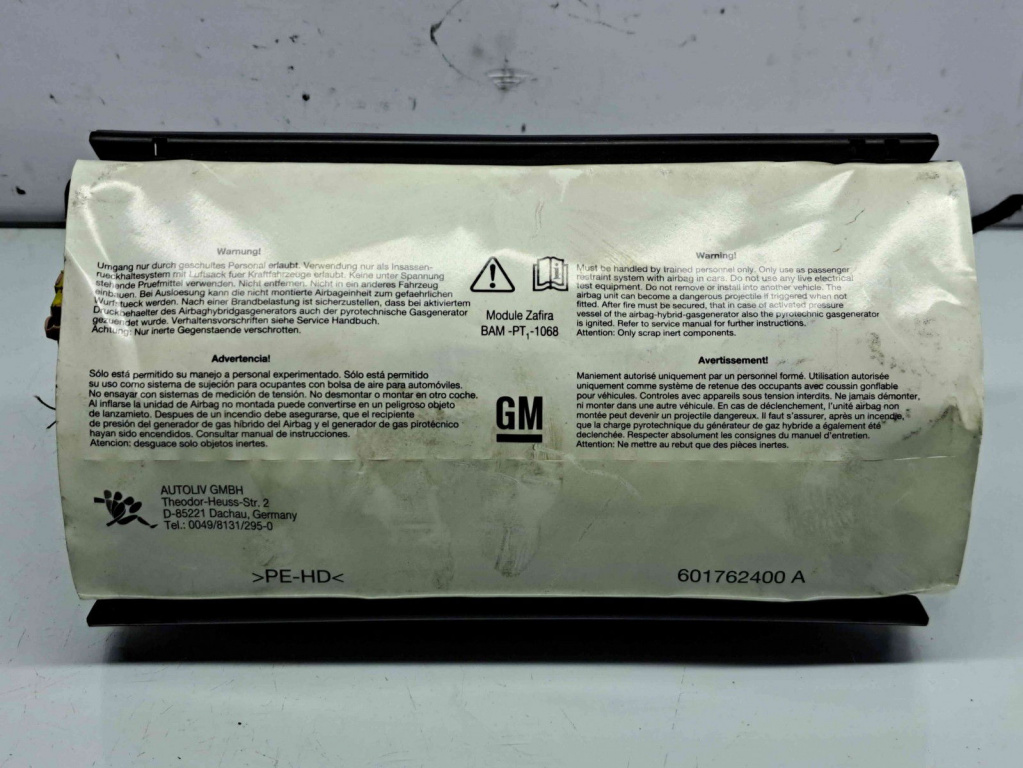 Warnung!
Umgang nur durch geschultes Personal erlaubt. Verwendung nur als Insassen-
rueckhaltesystem mit Luftsack fuer Kraftfahrzeuge erlaubt. Keine unter Spannung
stehende Pruefmittel verwenden. Nicht entfernen. Nicht in ein anderes Fahrzeug
einbauen. Bei Ausloesung kann die nicht montierte Airbageinheit zum gefaehrlichen
Wurfstueck werden. Nach einer Brandbelastung ist sicherzustellen, dass bei aktiviertem
Druckbehaelter des Airbaghybridgasgenerators auch der pyrotechnische Gasgenerator
gezuendet wurde. Verhaltensvorschriften siehe Service Handbuch.
Achtung: Nur inerte Gegenstaende verschrotten.
Module Zafira
BAM -PT₁-1068
Warning!
Must be handled by trained personnel only. Only use as passenger
restraint system with airbag in cars. Do not use any live electrical
test equipment. Do not remove or install into another vehicle. The
airbag unit can become a dangerous projectile if triggered when not
fitted. After fire must be secured, that in case of activated pressure
vessel of the airbag-hybrid-gasgenerator also the pyrotechnic gasgenerator
is ignited. Refer to service manual for further instructions.
Attention: Only scrap inert components.
Advertencia!
Sólo está permitido su manejo a personal experimentado. Sólo está permitido
su uso como sistema de sujeción para ocupantes con bolsa de aire para automóviles.
No ensayar con sistemas de medición de tensión. No desmontar o montar en otro coche.
Al inflarse la unidad de Airbag no montada puede convertirse en un peligroso objeto
de lanzamiento. Despues de un incendio debe asegurarse, que el recipiente
de presión del generador de gas híbrido del Airbag y el generador de gas pirotécnico
hayan sido encendidos. Consultar manual de instrucciones.
Atencion: desguace solo objetos inertes.
GM
Avertissement!
Maniement autorisé uniquement par un personnel formé. Utilisation autorisée
uniquement comme système de retenue des occupants avec coussin gonflable
pour véhicules. Controles avec appareils sous tension interdits. Ne jamais démonter,
ni monter dans une autre véhicule. En cas de déclenchement, l'unité airbag non
montée peut devenir un projectile dangereux. Il faut s'assurer, après un incendie,
que la charge pyrotechnique du générateur de gaz hybride a également été
declenchée. Respecter absolument les consignes du manuel d'entretien.
Attention: Ne mettre au rebut que des pièces inertes.
AUTOLIV GMBH
Theodor-Heuss-Str. 2
D-85221 Dachau, Germany
Tel.: 0049/8131/295-0
>PE-HD<
601762400 A